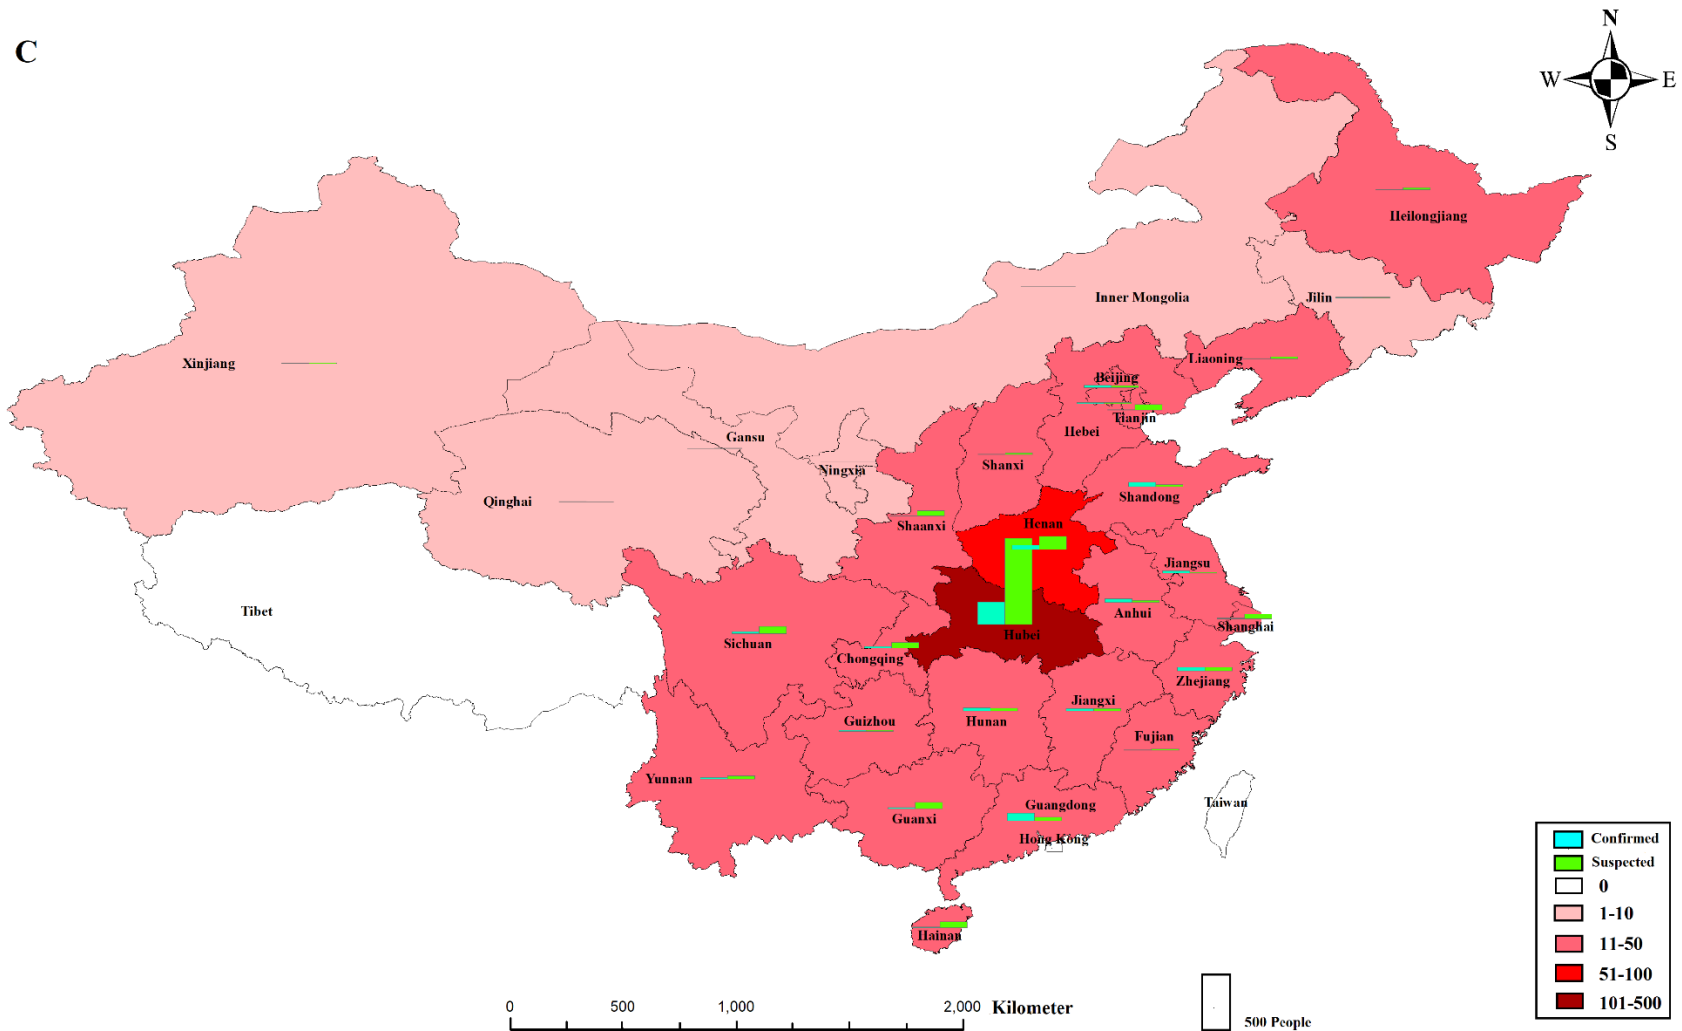 N
C
W
E
S
Heilongjiang
Inner Mongolia
Jilin
Xinjiang
Liaoning
Beijing
Tianjin
Hebei
Gansu
Shanxi
Ningxia
Shandong
Qinghai
Shaanxi
Henan
Jiangsu
Tibet
Anhui
Shanghai
Hubei
Sichuan
Chongqing
Zhejiang
Jiangxi
Guizhou
Hunan
Fujian
Yunnan
Guangdong
Taiwan
Guanxi
Hong Kong
Hainan
Confirmed
Suspected
0
1-10
11-50
51-100
101-500
0 500 1,000 2,000 Kilometer
500 People